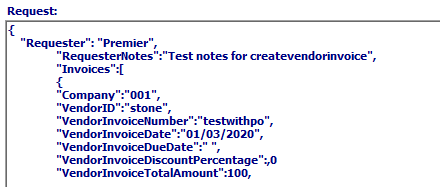 Request:
{
"Requester": "Premier",
"RequesterNotes":"Test notes for createvendorinvoice",
"Invoices":[
{
"Company":"001",
"VendorID":"stone",
"VendorInvoiceNumber":"testwithpo",
"VendorInvoiceDate":"01/03/2020",
"VendorInvoiceDueDate":" ",
"VendorInvoiceDiscountPercentage":,0
"VendorInvoiceTotalAmount":100,